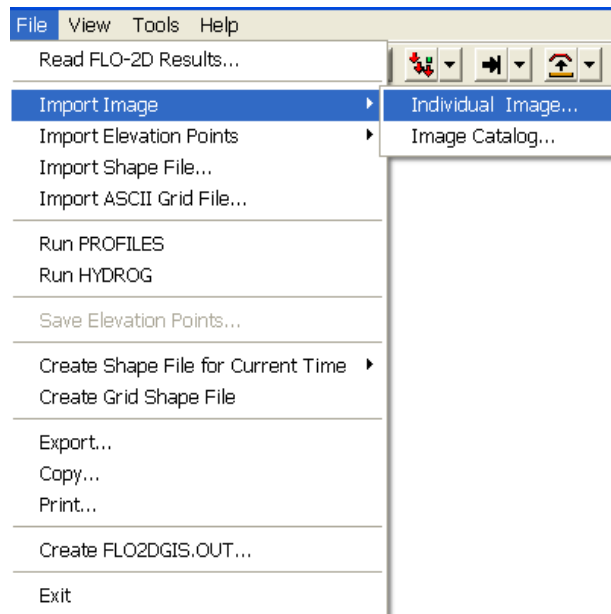 File View Tools Help
Read FLO-2D Results...
Import Image
Individual Image...
Import Elevation Points
Image Catalog...
Import Shape File...
Import ASCII Grid File...
Run PROFILES
Run HYDROG
Save Elevation Points...
Create Shape File for Current Time
Create Grid Shape File
Export...
Copy...
Print...
Create FLO2DGIS.OUT...
Exit